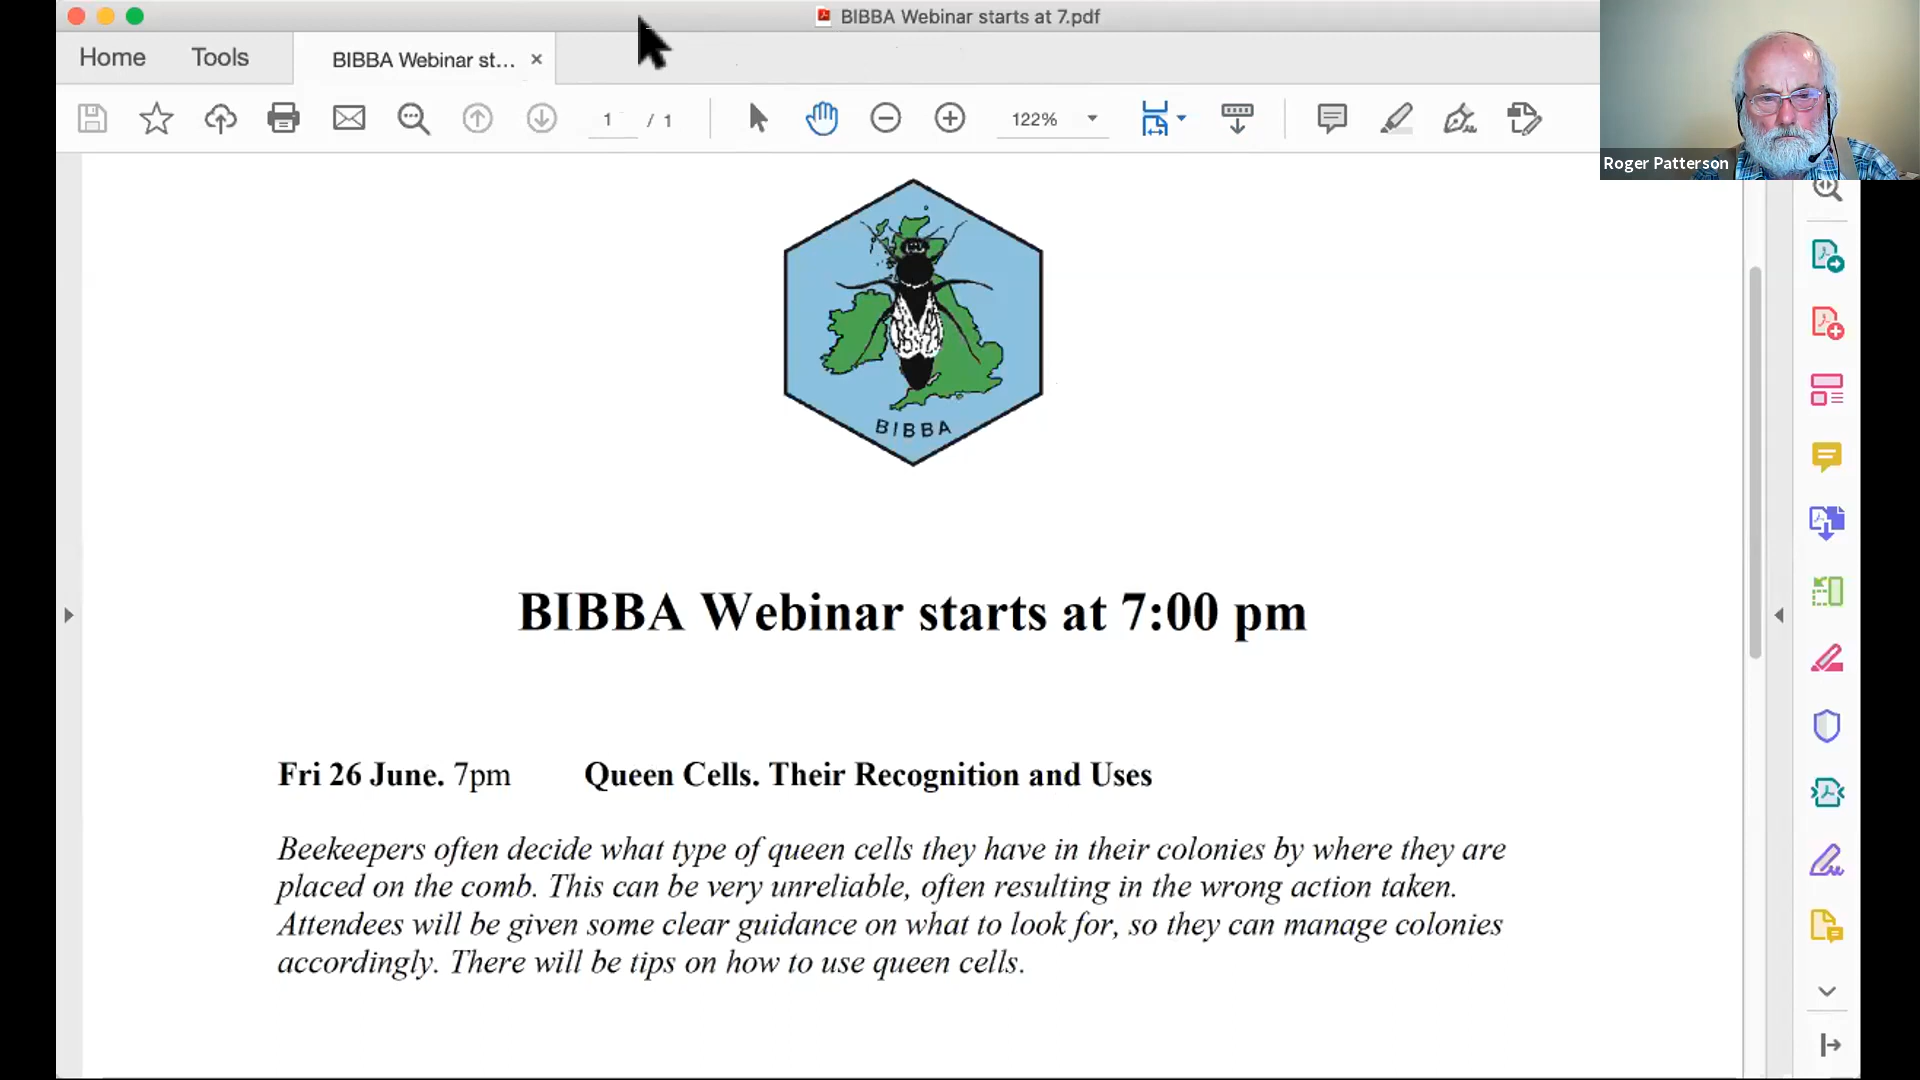 BIBBA Webinar starts at 7.pdf
Home
Tools
BIBBA Webinar st...
1 / 1
122%
Roger Patterson
BIBBA
BIBBA Webinar starts at 7:00 pm
Fri 26 June. 7pm Queen Cells. Their Recognition and Uses
Beekeepers often decide what type of queen cells they have in their colonies by where they are
placed on the comb. This can be very unreliable, often resulting in the wrong action taken.
Attendees will be given some clear guidance on what to look for, so they can manage colonies
accordingly. There will be tips on how to use queen cells.